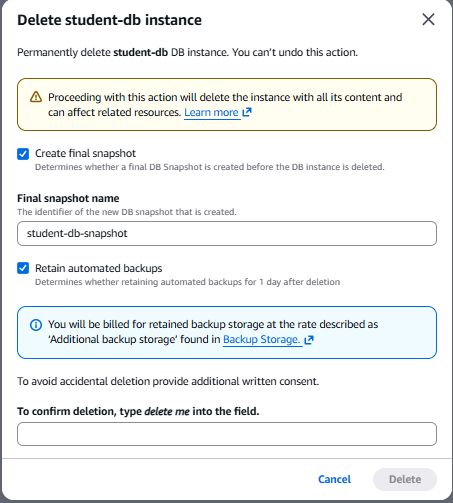 Delete student-db instance
Permanently delete student-db DB instance. You can't undo this action.
Proceeding with this action will delete the instance with all its content and
can affect related resources. Learn more
Create final snapshot
Determines whether a final DB Snapshot is created before the DB instance is deleted.
Final snapshot name
The identifier of the new DB snapshot that is created.
student-db-snapshot
Retain automated backups
Determines whether retaining automated backups for 1 day after deletion
You will be billed for retained backup storage at the rate described as
'Additional backup storage' found in Backup Storage.
To avoid accidental deletion provide additional written consent.
To confirm deletion, type delete me into the field.
Cancel
Delete